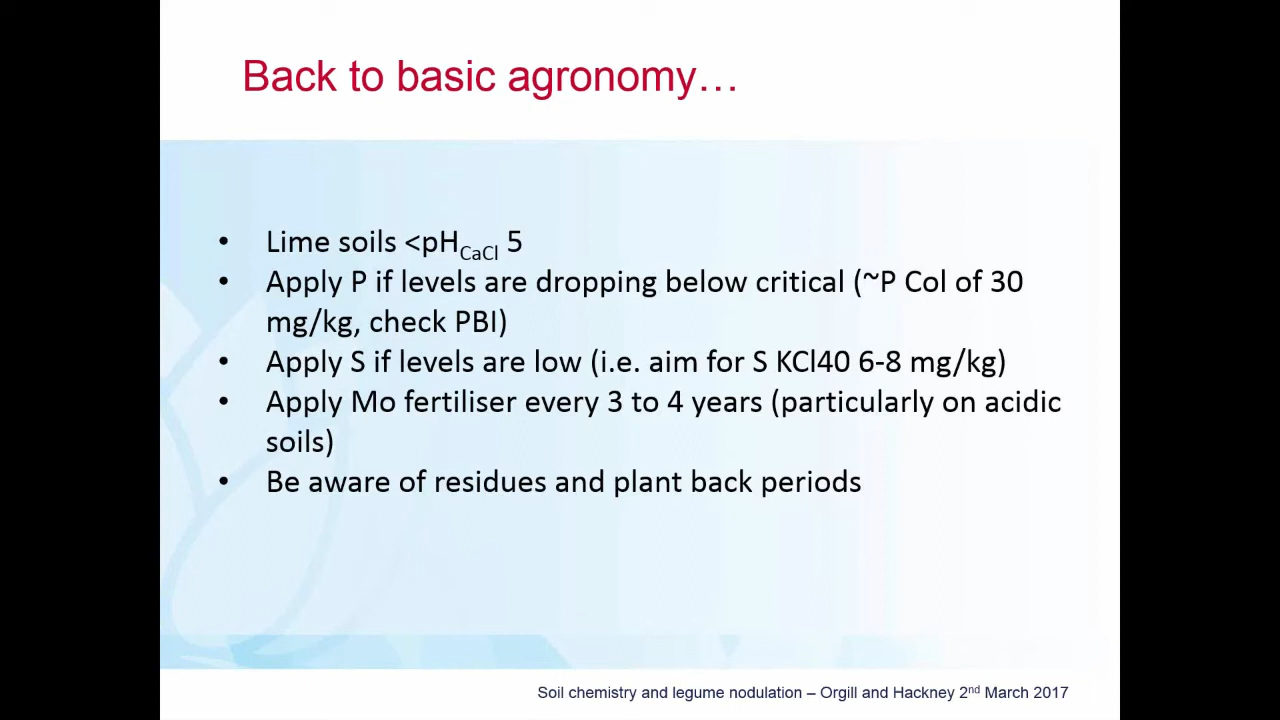 Back to basic agronomy…
• Lime soils <pHCaCl 5
• Apply P if levels are dropping below critical (~P Col of 30
mg/kg, check PBI)
• Apply S if levels are low (i.e. aim for S KCl40 6-8 mg/kg)
• Apply Mo fertiliser every 3 to 4 years (particularly on acidic
soils)
• Be aware of residues and plant back periods
Soil chemistry and legume nodulation – Orgill and Hackney 2nd March 2017